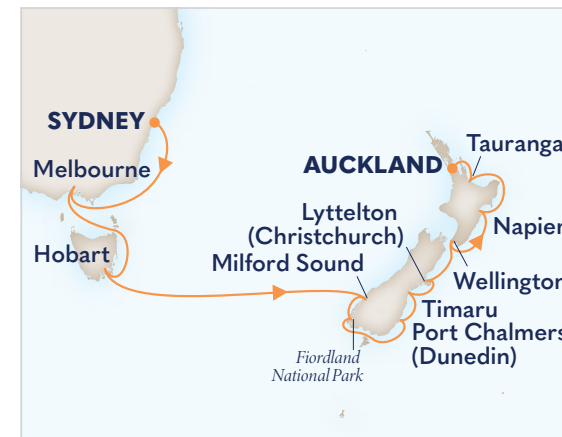 SYDNEY
Melbourne
Hobart
AUCKLAND
Tauranga
Lyttelton
(Christchurch)
Milford Sound
Napier
Wellington
Timaru
Port Chalmers
(Dunedin)
Fiordland
National Park